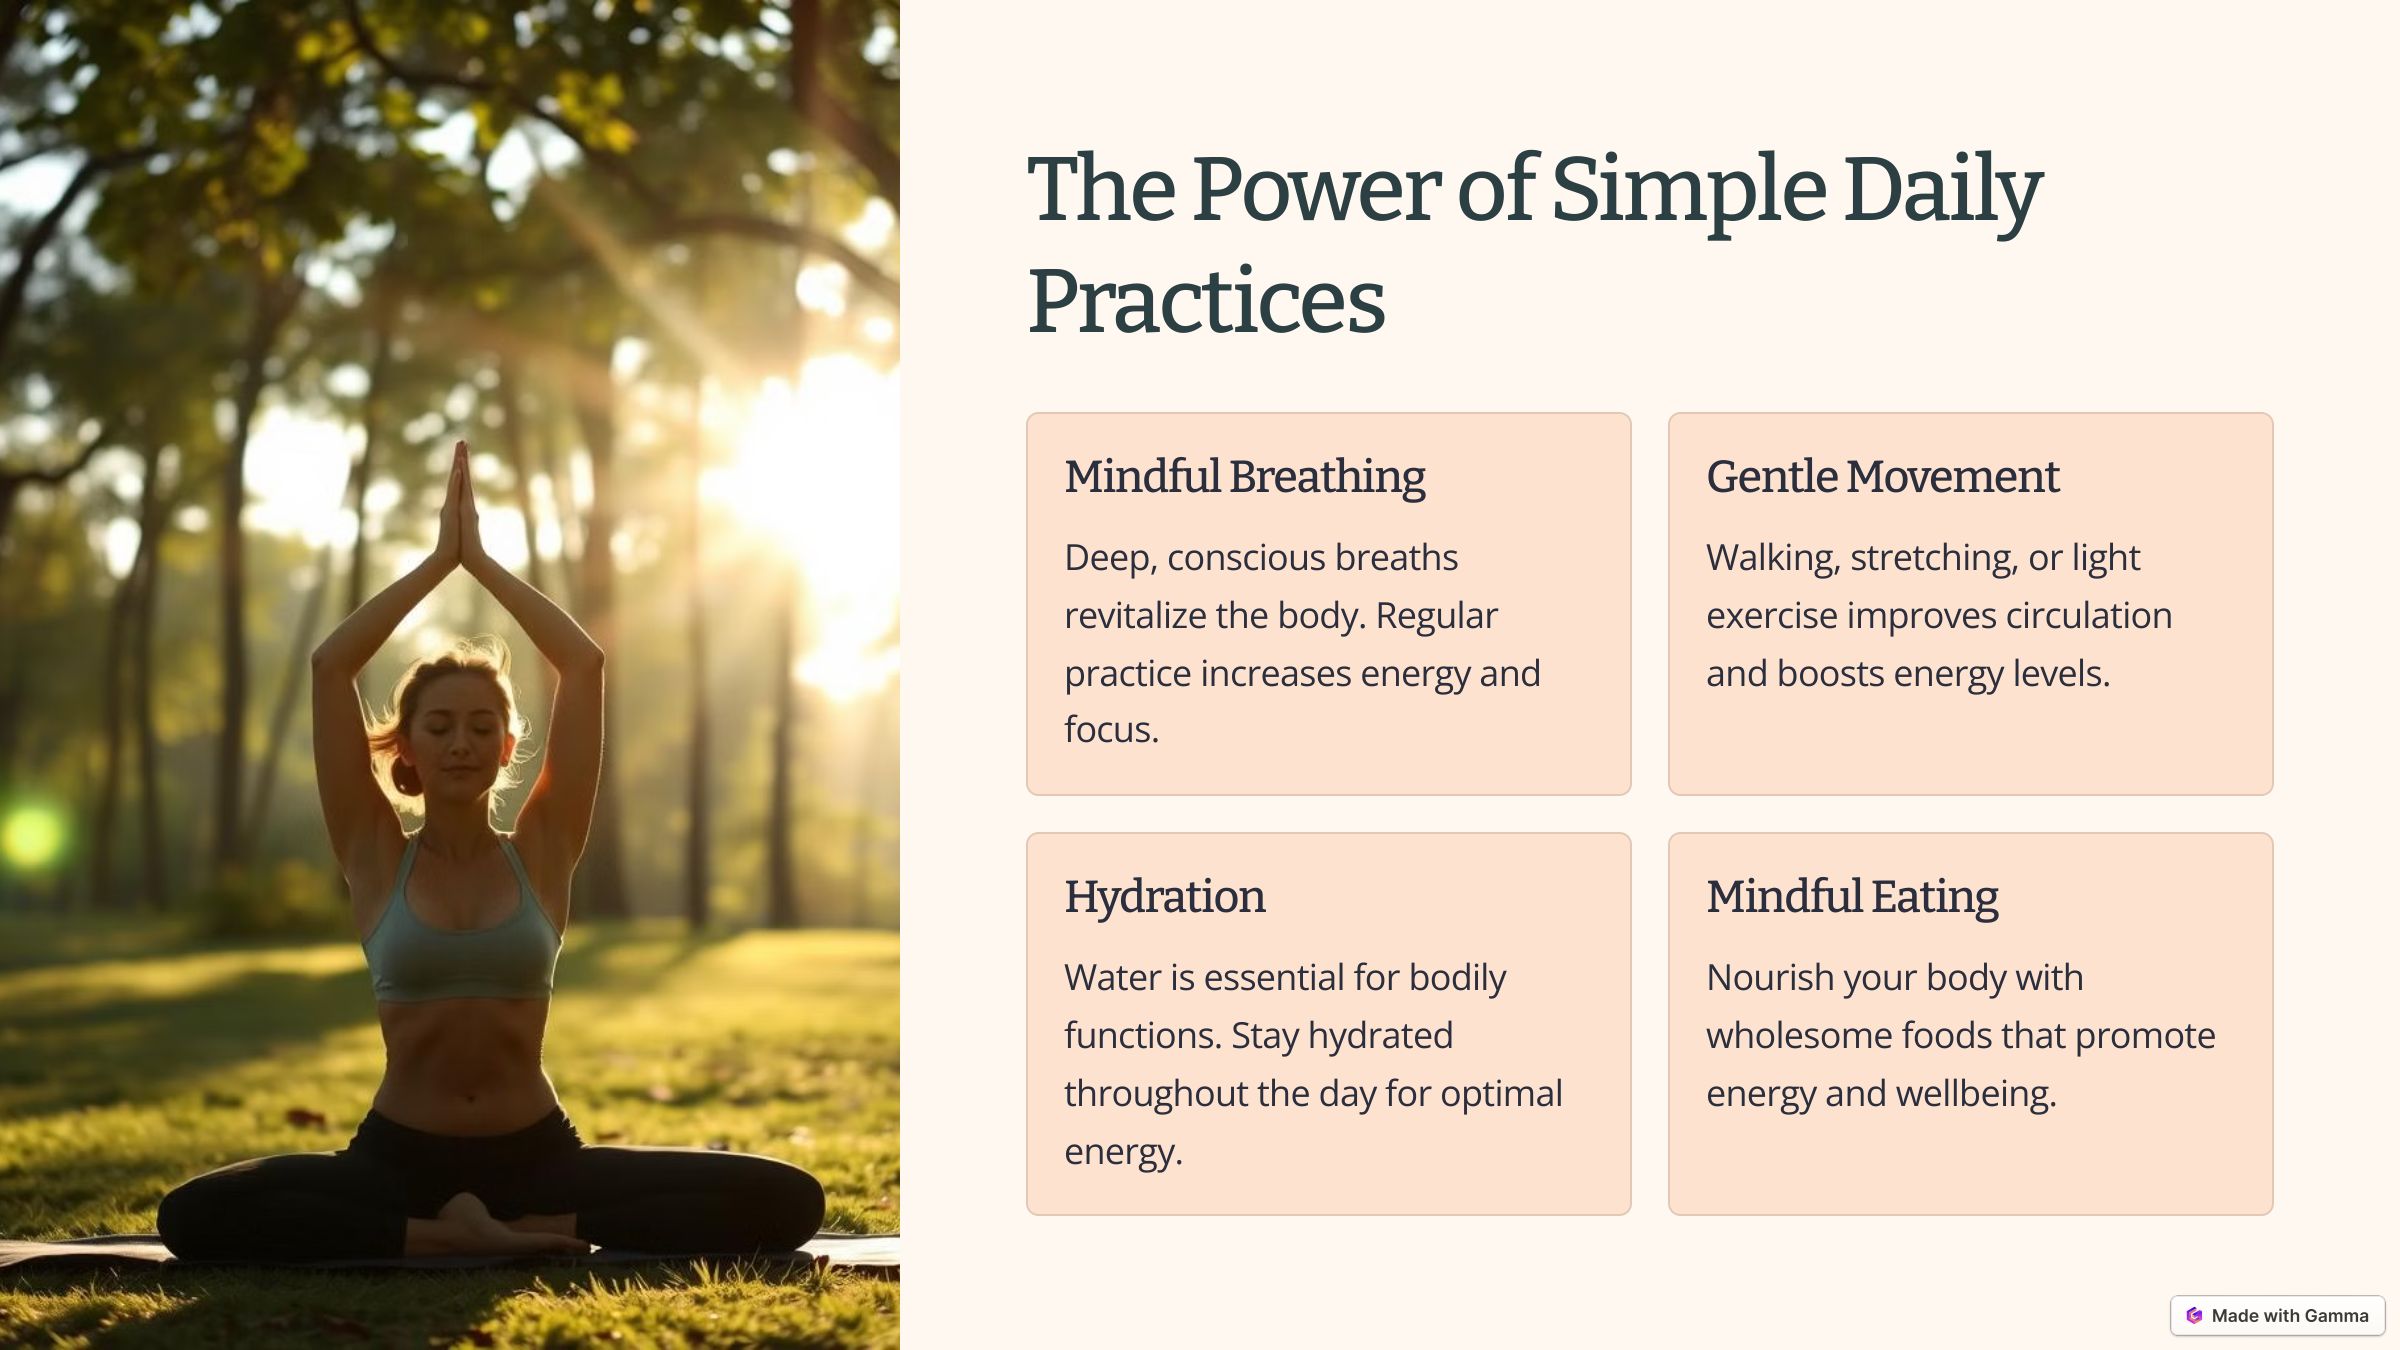 The Power of Simple Daily
Practices
Mindful Breathing
Deep, conscious breaths
revitalize the body. Regular
practice increases energy and
focus.
Gentle Movement
Walking, stretching, or light
exercise improves circulation
and boosts energy levels.
Hydration
Water is essential for bodily
functions. Stay hydrated
throughout the day for optimal
energy.
Mindful Eating
Nourish your body with
wholesome foods that promote
energy and wellbeing.
Made with Gamma